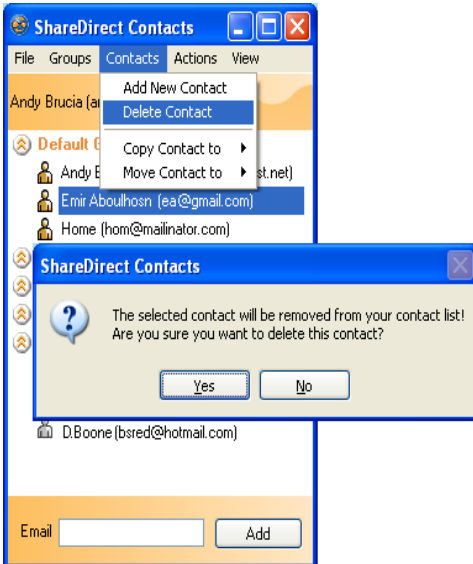 ShareDirect Contacts
File Groups Contacts Actions View
Add New Contact
Delete Contact
Copy Contact to
Move Contact to
Andy Brucia
Default
Andy st.net)
Emir Aboulhosn (ea@gmail.com)
Home (hom@mailinator.com)
ShareDirect Contacts
The selected contact will be removed from your contact list!
Are you sure you want to delete this contact?
Yes No
D.Boone (bsred@hotmail.com)
Email Add